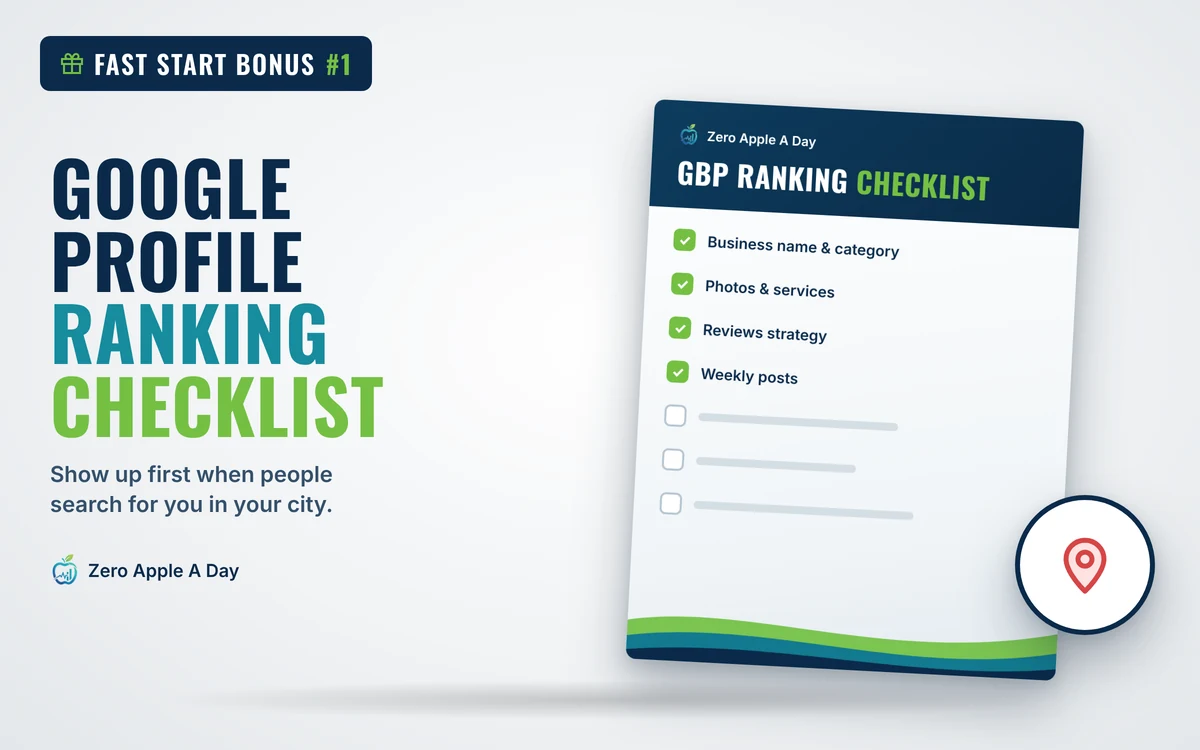 FAST START BONUS #1
GOOGLE
PROFILE
RANKING
CHECKLIST
Show up first when people
search for you in your city.
Zero Apple A Day
Zero Apple A Day
GBP RANKING CHECKLIST
Business name & category
Photos & services
Reviews strategy
Weekly posts